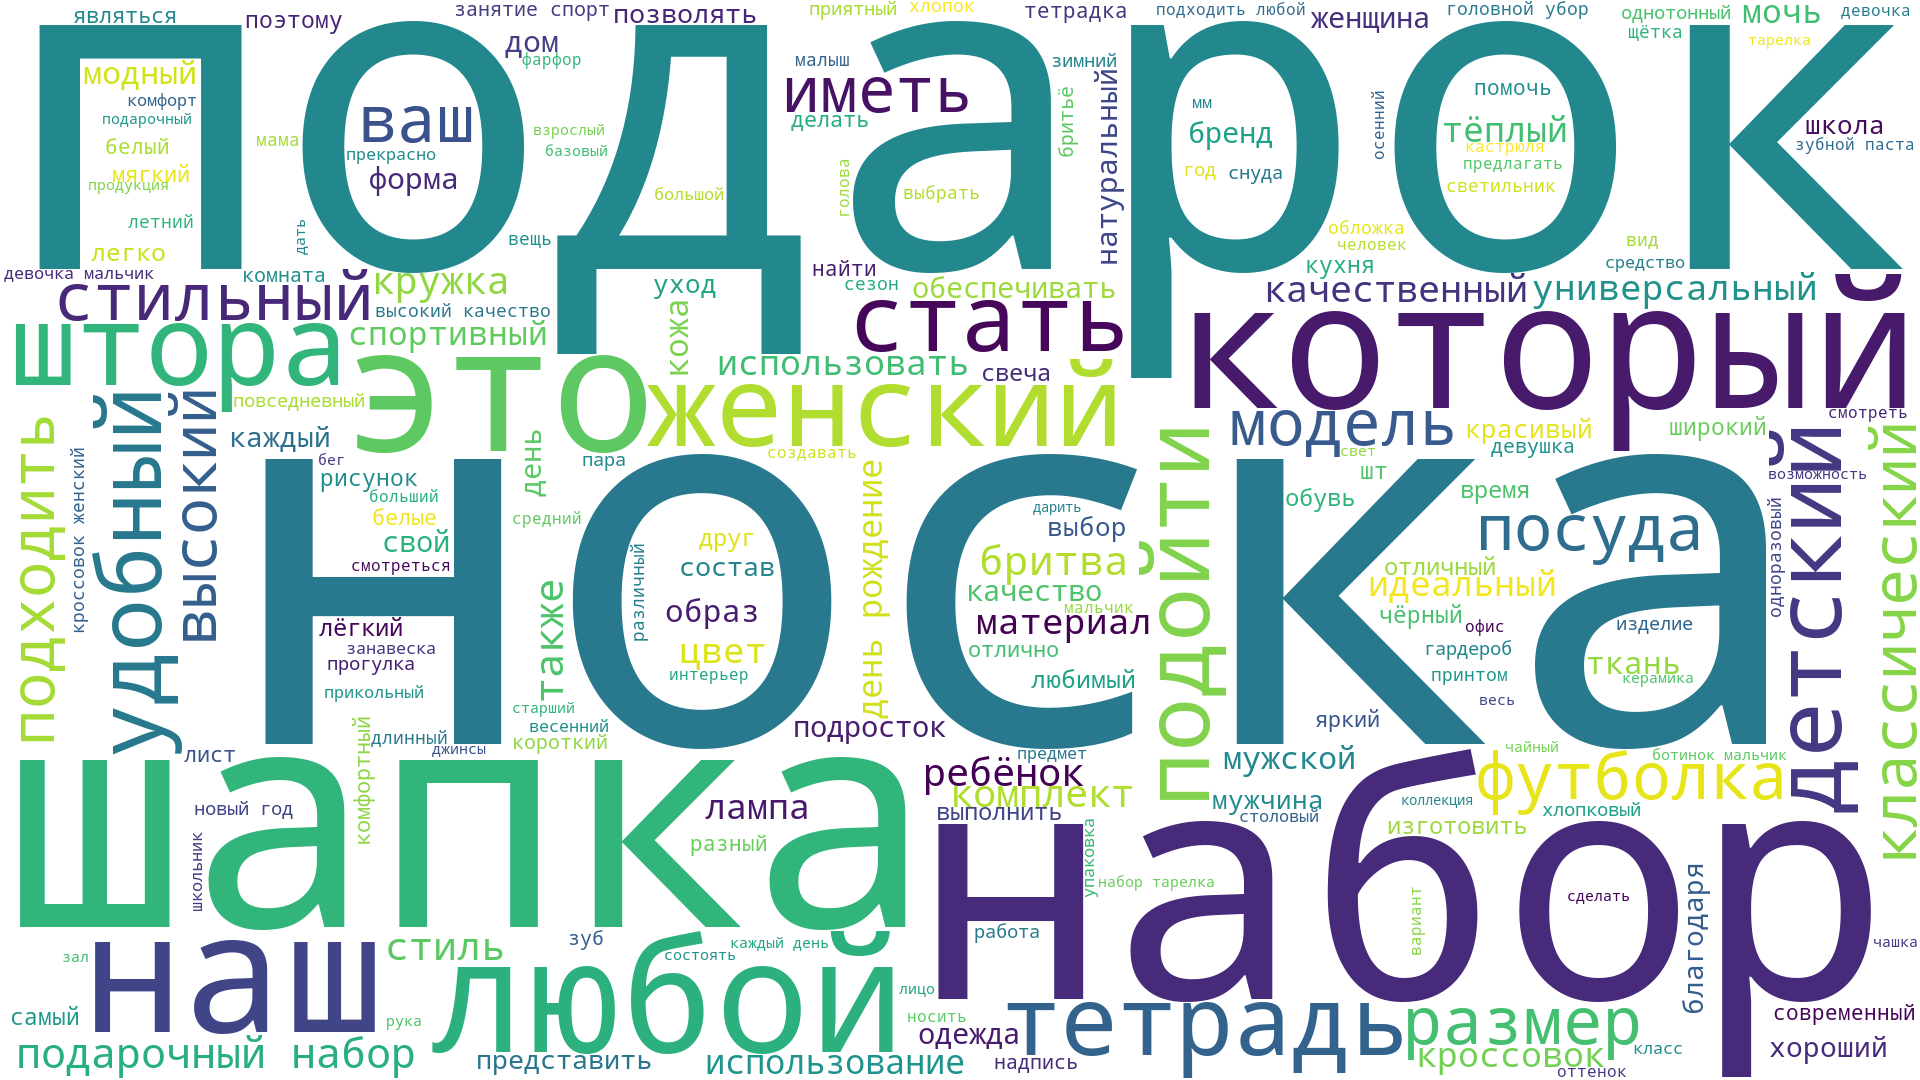 являться
поэтому
занятие спорт
позволять
приятный
хлопок
тетрадка
подходить любой
женщина
головной убор
однотонный
мочь
девочка
щётка
тарелка
подарок
дом
фарфор
малыш
зимний
модный
комфорт
подарочный
белый
мягкий
продукция
летний
легко
мама
ваш
прекрасно
форма
взрослый
базовый
большой
иметь
делать
голова
выбрать
бритьё
натуральный
мм
бренд
год
снуда
осенний
помочь
тёплый
кастрюля
предлагать
светильник
школа
зубной паста
дать
вещь
обложка
человек
кухня
вид
средство
девочка мальчик
комната
кружка
уход
найти
сезон
обеспечивать
качественный
универсальный
стильный
высокий качество
стать
который
штора
спортивный
кожа
использовать
свеча
это
женский
повседневный
удобный
высокий
подходить
кроссовок женский
каждый
день
пара
создавать
день рождение
подойти
модель
красивый
девушка
широкий
смотреть
свет
шт
детский
возможность
классический
носка
бег
рисунок
больший
белые
свой
смотреться
средний
различный
друг
состав
образ
цвет
интерьер
дарить
выбор
бритва
качество
мальчик
материал
отлично
любимый
обувь
время
посуда
отличный
идеальный
чёрный
офис
гардероб
принтом
весь
яркий
одноразовый
изделие
ткань
керамика
лёгкий
занавеска
прогулка
прикольный
также
старший
весенний
короткий
длинный
джинсы
комфортный
лист
подросток
предмет
мужской
чайный
ботинок мальчик
шапка
новый год
школьник
лампа
разный
ребёнок
комплект
выполнить
мужчина
столовый
коллекция
футболка
хлопковый
изготовить
набор
упаковка
набор тарелка
вариант
сделать
благодаря
чашка
наш
зал
стиль
зуб
каждый день
состоять
любой
работа
лицо
носить
самый
рука
подарочный набор
представить
использование
одежда
надпись
тетрадь
размер
кроссовок
класс
оттенок
современный
хороший